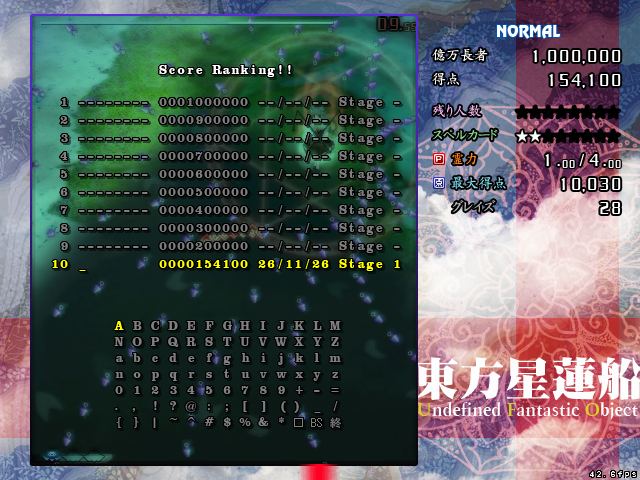 09.55
Score Ranking!!
1 -------- 0001000000 --/--/-- Stage -
2 -------- 0000900000 --/--/-- Stage -
3 -------- 0000800000 --/--/-- Stage -
4 -------- 0000700000 --/--/-- Stage -
5 -------- 0000600000 --/--/-- Stage -
6 -------- 0000500000 --/--/-- Stage -
7 -------- 0000400000 --/--/-- Stage -
8 -------- 0000300000 --/--/-- Stage -
9 -------- 0000200000 --/--/-- Stage -
10 _ 0000154100 26/11/26 Stage 1
A B C D E F G H I J K L M
N O P Q R S T U V W X Y Z
a b c d e f g h i j k l m
n o p q r s t u v w x y z
0 1 2 3 4 5 6 7 8 9 + - =
. , ! ? @ : ; [ ] ( ) _ /
{ } | ~ ^ # $ % & * □ BS 終
NORMAL
億万長者 1,000,000
得点 154,100
残り人数
スペルカード
P 霊力 1.00/4.00
点 最大得点 10,030
グレイズ 28
東方星蓮船
Undefined Fantastic Object
42.6fps